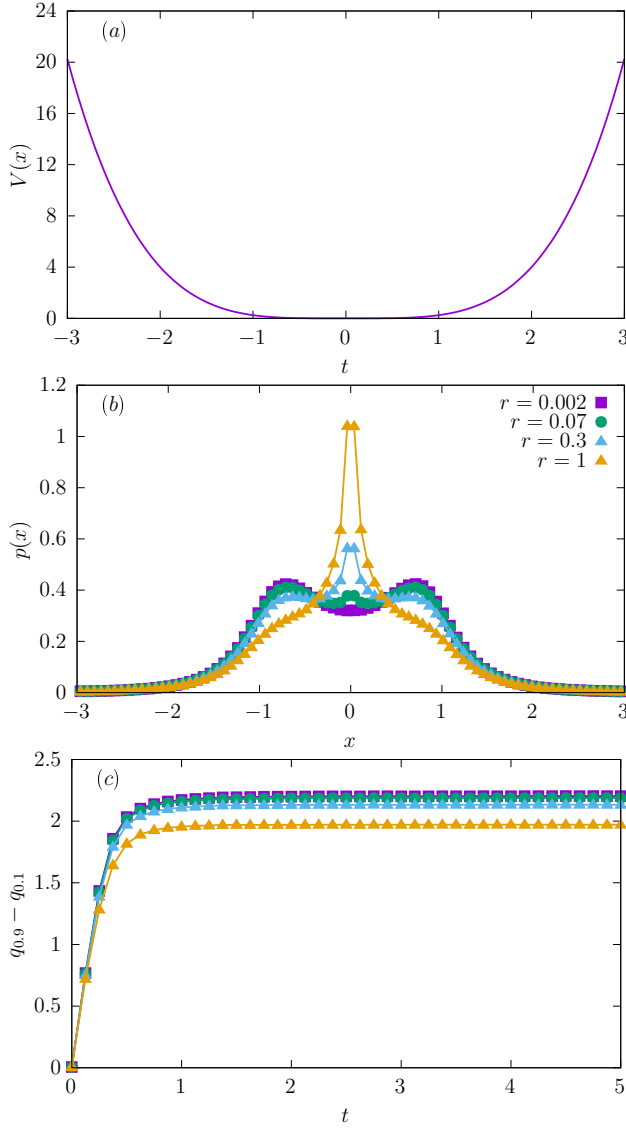 (a)
24
20
16
12
8
4
0
V(x)
−3 −2 −1 0 1 2 3
t
(b)
1.2
1
0.8
0.6
0.4
0.2
0
p(x)
r = 0.002
r = 0.07
r = 0.3
r = 1
−3 −2 −1 0 1 2 3
x
(c)
2.5
2
1.5
1
0.5
0
q0.9 − q0.1
0 1 2 3 4 5
t